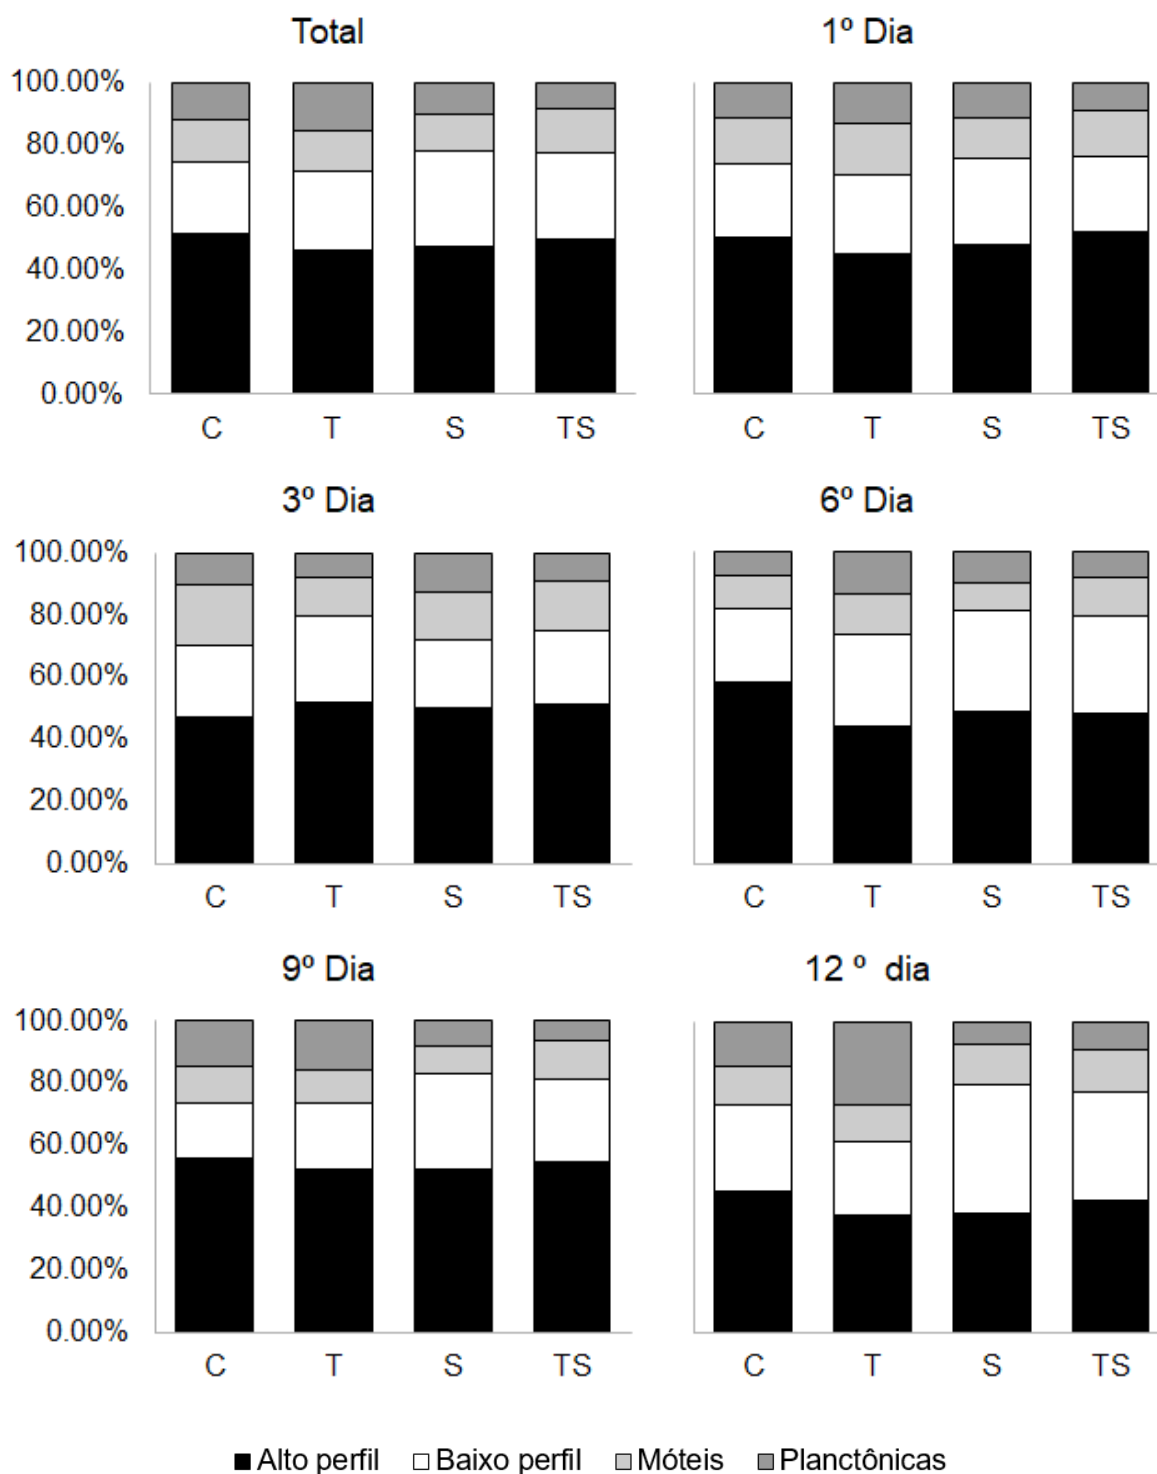 Total
1º Dia
100.00%
80.00%
60.00%
40.00%
20.00%
0.00%
C T S TS
C T S TS
3º Dia
6º Dia
100.00%
80.00%
60.00%
40.00%
20.00%
0.00%
C T S TS
C T S TS
9º Dia
12 º dia
100.00%
80.00%
60.00%
40.00%
20.00%
0.00%
C T S TS
C T S TS
Alto perfil Baixo perfil Móteis Planctônicas